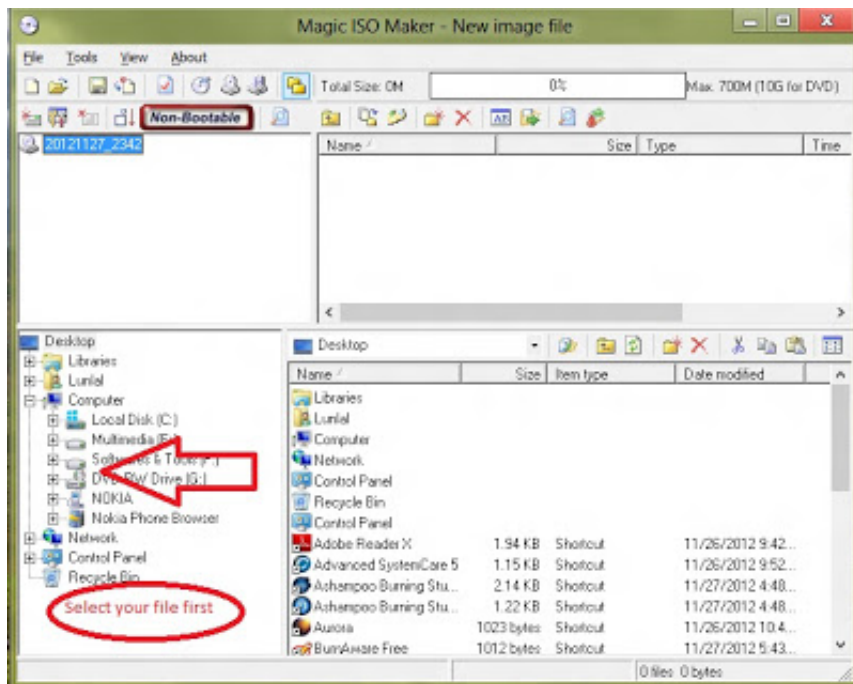 Magic ISO Maker - New image file
File Tools View About
Total Size: 0M 0% Max. 700M (10G for DVD)
Non-Bootable
20121127_2342
Name Size Type Time
Desktop
Libraries
Lunlal
Computer
Local Disk (C:)
Multimedia
Softwares & Tools (F:)
DVD RW Drive (G:)
NOKIA
Nokia Phone Browser
Network
Control Panel
Recycle Bin
Select your file first
Desktop
Name Size Item type Date modified
Libraries
Lunlal
Computer
Network
Control Panel
Recycle Bin
Control Panel
Adobe Reader X 1.94 KB Shortcut 11/26/2012 9:42...
Advanced SystemCare 5 1.15 KB Shortcut 11/26/2012 9:52...
Ashampoo Burning Stu... 2.14 KB Shortcut 11/27/2012 4:48...
Ashampoo Burning Stu... 1.22 KB Shortcut 11/27/2012 4:48...
Aurora 1023 bytes Shortcut 11/26/2012 10:4...
BurnAware Free 1012 bytes Shortcut 11/27/2012 5:43...
0 files 0 bytes